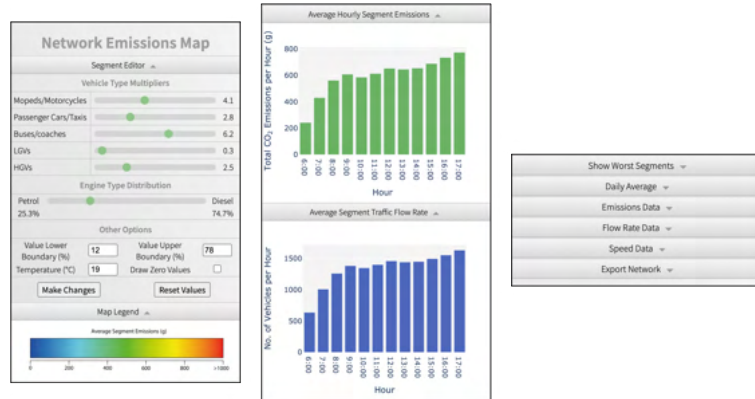 Network Emissions Map
Segment Editor
Vehicle Type Multipliers
Mopeds/Motorcycles 4.1
Passenger Cars/Taxis 2.8
Buses/coaches 6.2
LGVs 0.3
HGVs 2.5
Engine Type Distribution
Petrol Diesel
25.3% 74.7%
Other Options
Value Lower Boundary (%) 12 Value Upper Boundary (%) 78
Temperature (°C) 19 Draw Zero Values
Make Changes Reset Values
Map Legend
Average Segment Emissions (g)
0 200 400 600 800 >1000
Average Hourly Segment Emissions
Total CO₂ Emissions per Hour (g)
800
600
400
200
0
6:00 7:00 8:00 9:00 10:00 11:00 12:00 13:00 14:00 15:00 16:00 17:00
Hour
Average Segment Traffic Flow Rate
No. of Vehicles per Hour
1500
1000
500
0
6:00 7:00 8:00 9:00 10:00 11:00 12:00 13:00 14:00 15:00 16:00 17:00
Hour
Show Worst Segments
Daily Average
Emissions Data
Flow Rate Data
Speed Data
Export Network